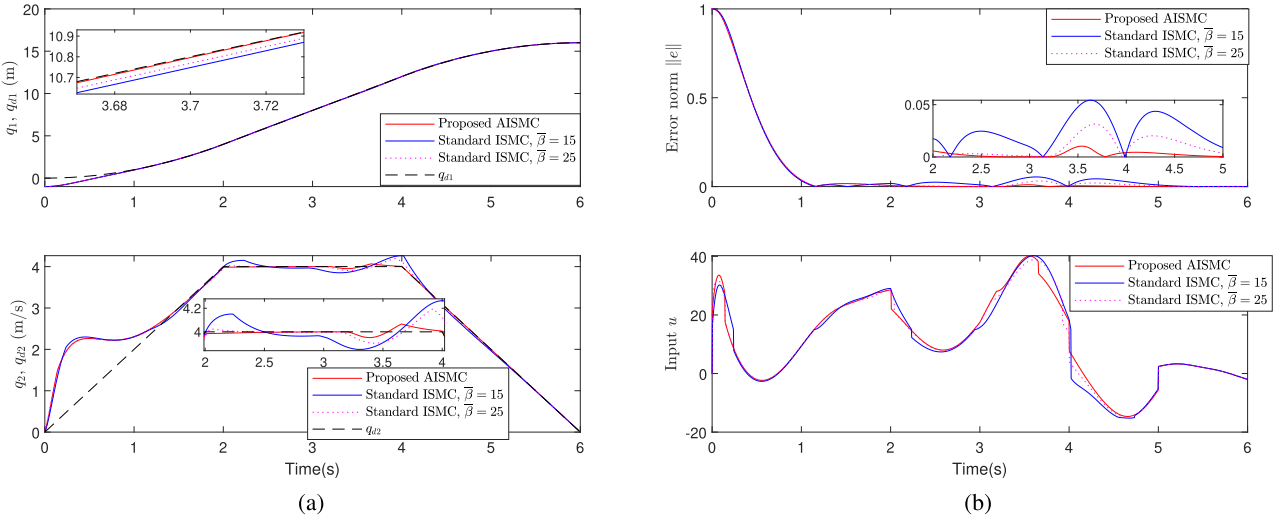 20
15
10
5
0
q1, qd1 (m)
10.9
10.8
10.7
3.68 3.7 3.72
Proposed AISMC
Standard ISMC, β̅ = 15
Standard ISMC, β̅ = 25
qd1
0 1 2 3 4 5 6
4
3
2
1
0
q2, qd2 (m/s)
4.2
4
2 2.5 3 3.5 4
Proposed AISMC
Standard ISMC, β̅ = 15
Standard ISMC, β̅ = 25
qd2
0 1 2 3 4 5 6
Time(s)
(a)
1
0.5
0
Error norm ||e||
Proposed AISMC
Standard ISMC, β̅ = 15
Standard ISMC, β̅ = 25
0.05
0
2 2.5 3 3.5 4 4.5 5
0 1 2 3 4 5 6
40
20
0
-20
Input u
Proposed AISMC
Standard ISMC, β̅ = 15
Standard ISMC, β̅ = 25
0 1 2 3 4 5 6
Time(s)
(b)